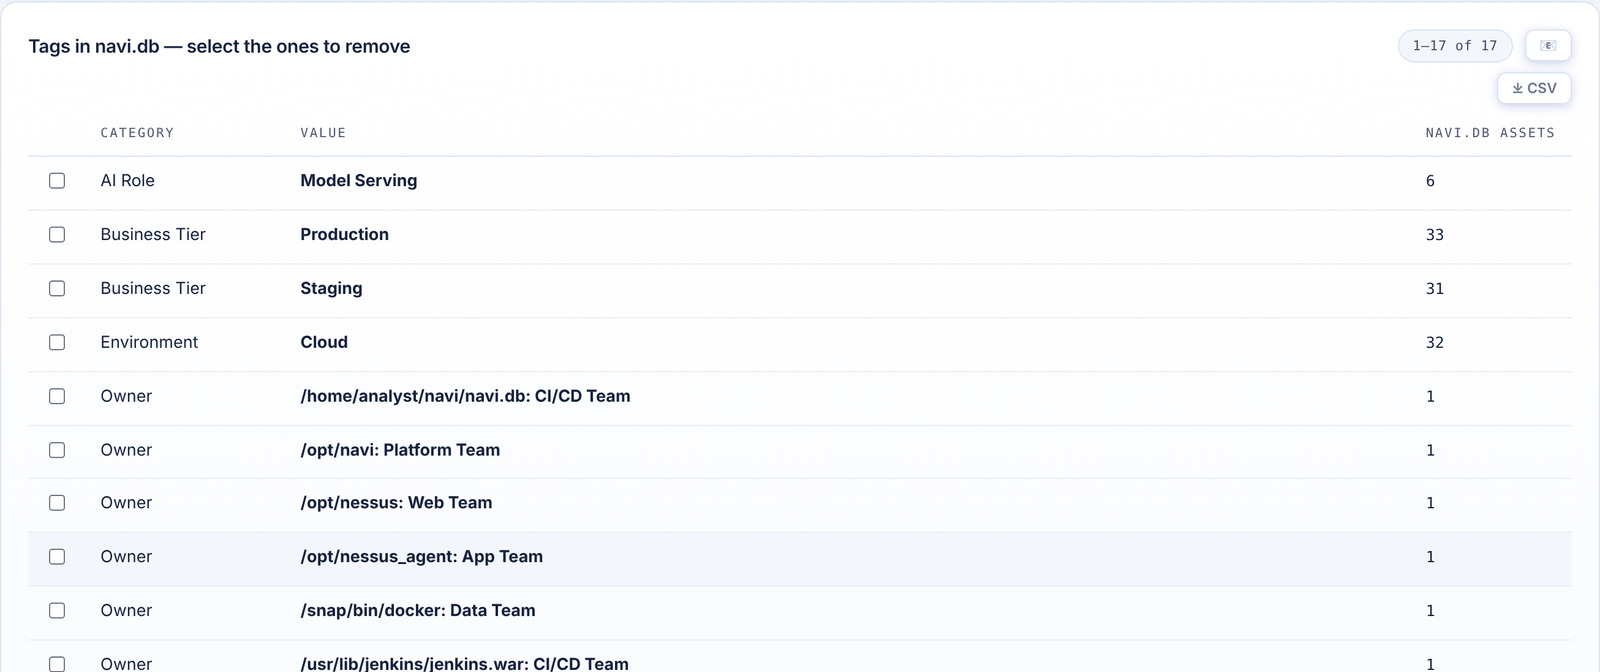 Tags in navi.db — select the ones to remove
1–17 of 17
CSV
CATEGORY VALUE NAVI.DB ASSETS
AI Role Model Serving 6
Business Tier Production 33
Business Tier Staging 31
Environment Cloud 32
Owner /home/analyst/navi/navi.db: CI/CD Team 1
Owner /opt/navi: Platform Team 1
Owner /opt/nessus: Web Team 1
Owner /opt/nessus_agent: App Team 1
Owner /snap/bin/docker: Data Team 1
Owner /usr/lib/jenkins/jenkins.war: CI/CD Team 1